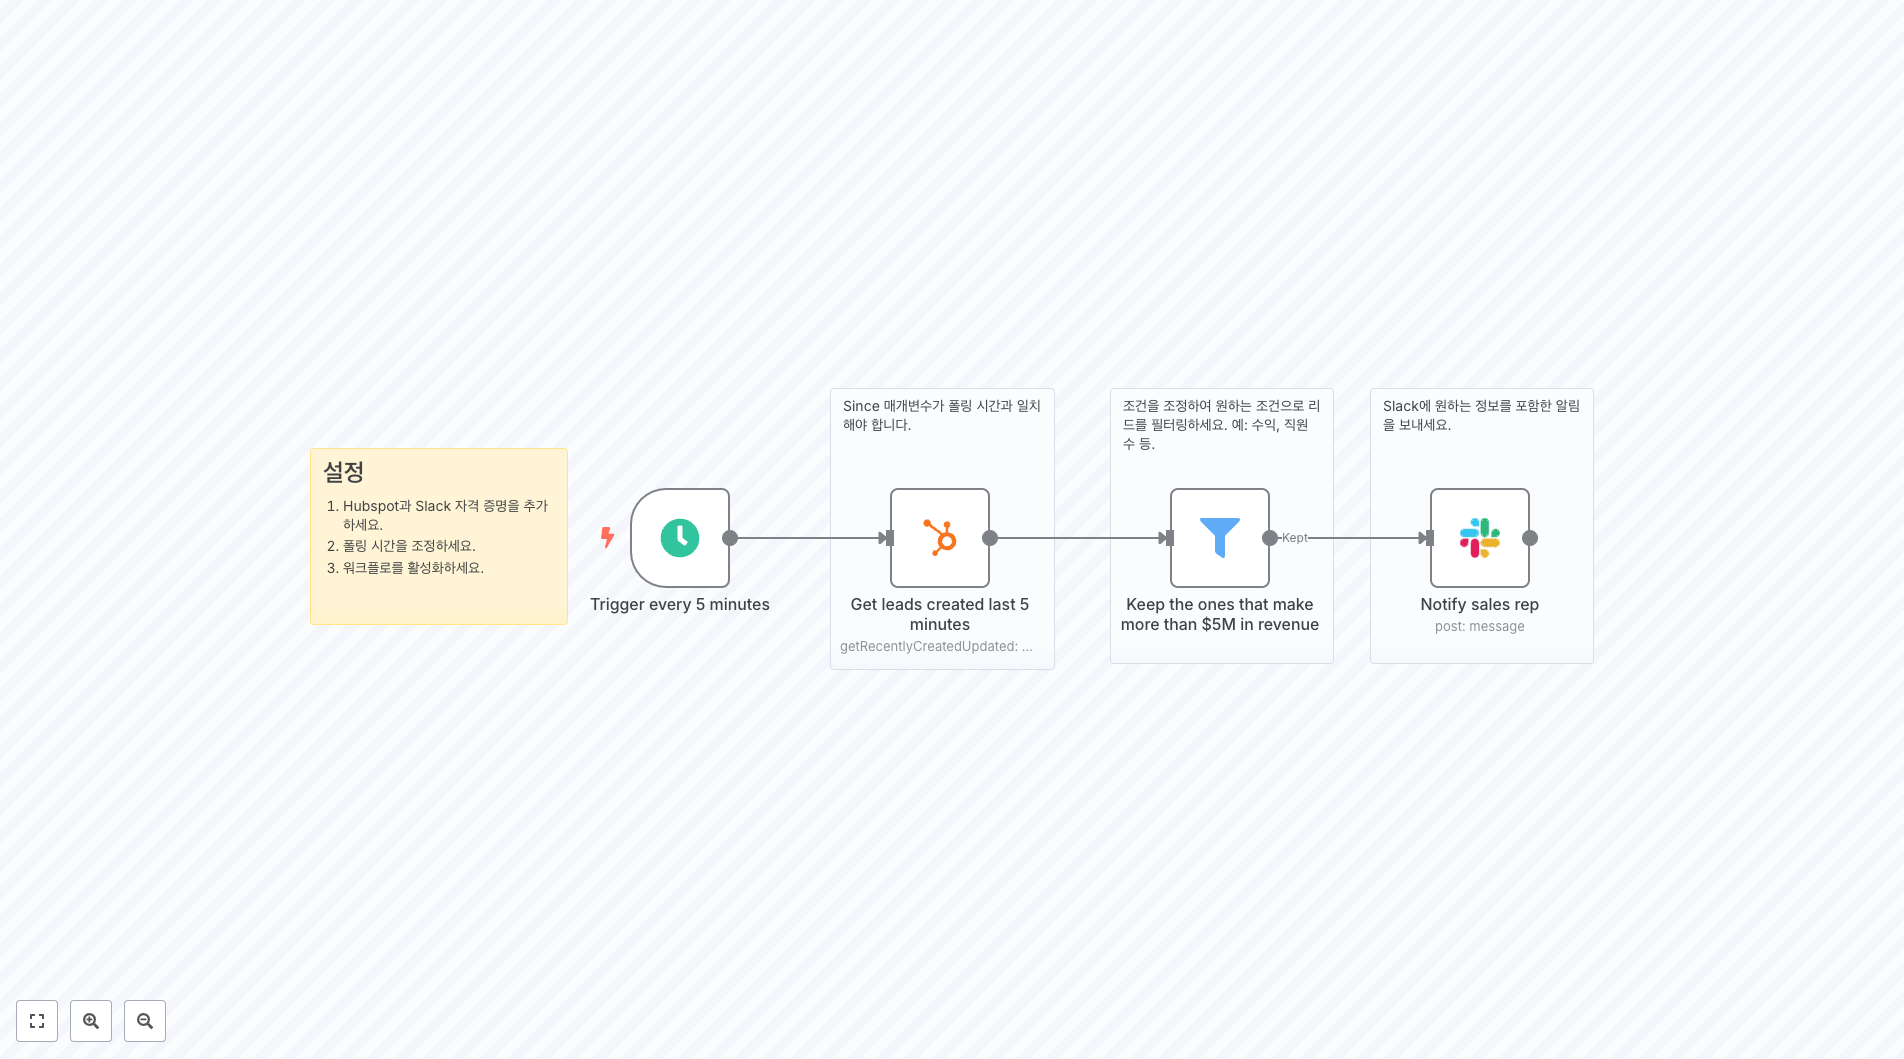 설정
1. Hubspot과 Slack 자격 증명을 추가
하세요.
2. 폴링 시간을 조정하세요.
3. 워크플로를 활성화하세요.
Trigger every 5 minutes
Since 매개변수가 폴링 시간과 일치
해야 합니다.
Get leads created last 5
minutes
getRecentlyCreatedUpdated: ...
조건을 조정하여 원하는 조건으로 리
드를 필터링하세요. 예: 수익, 직원
수 등.
Keep the ones that make
more than $5M in revenue
Kept
Slack에 원하는 정보를 포함한 알림
을 보내세요.
Notify sales rep
post: message